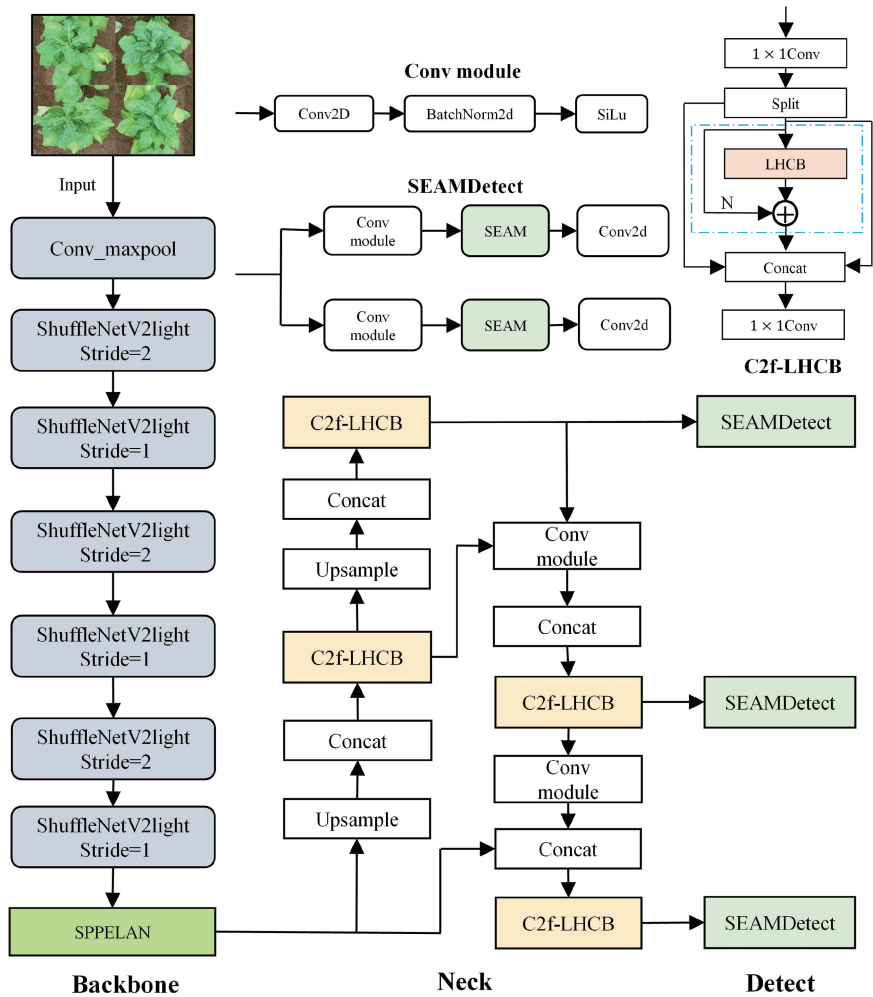 Input
Conv_maxpool
ShuffleNetV2light
Stride=2
ShuffleNetV2light
Stride=1
ShuffleNetV2light
Stride=2
ShuffleNetV2light
Stride=1
ShuffleNetV2light
Stride=2
ShuffleNetV2light
Stride=1
SPPELAN
Backbone
Conv module
Conv2D
BatchNorm2d
SiLu
SEAMDetect
Conv
module
SEAM
Conv2d
Conv
module
SEAM
Conv2d
1 × 1Conv
Split
LHCB
N
Concat
1 × 1Conv
C2f-LHCB
C2f-LHCB
Concat
Upsample
C2f-LHCB
Concat
Upsample
Conv
module
Concat
C2f-LHCB
Conv
module
Concat
C2f-LHCB
Neck
SEAMDetect
SEAMDetect
SEAMDetect
Detect